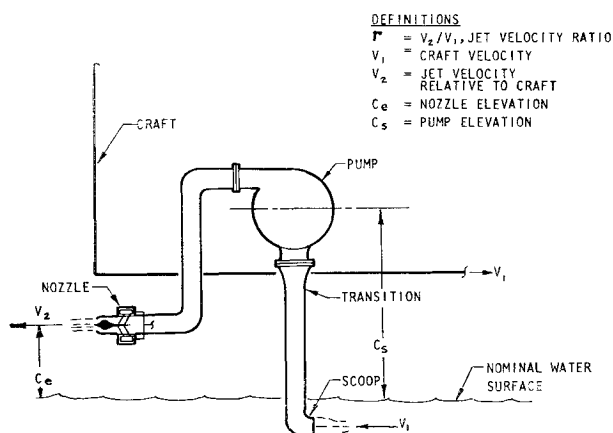 DEFINITIONS
r = V₂/V₁, JET VELOCITY RATIO
V₁ = CRAFT VELOCITY
V₂ = JET VELOCITY
RELATIVE TO CRAFT
Cₑ = NOZZLE ELEVATION
Cₛ = PUMP ELEVATION
CRAFT
PUMP
V₁
NOZZLE
TRANSITION
V₂
Cₛ
Cₑ
NOMINAL WATER
SURFACE
SCOOP
V₁